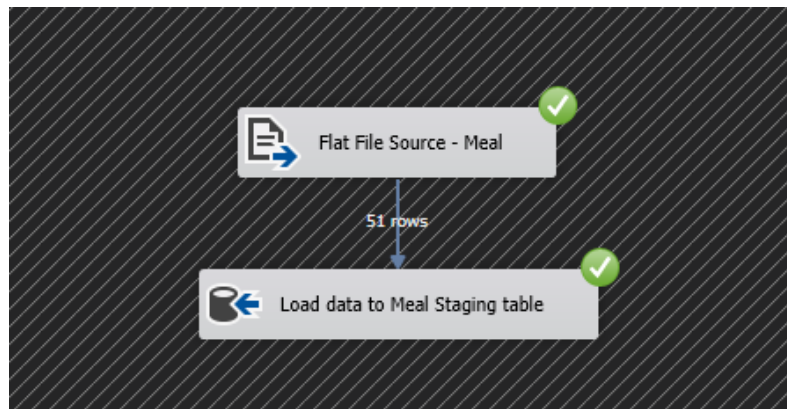 Flat File Source - Meal
51 rows
Load data to Meal Staging table